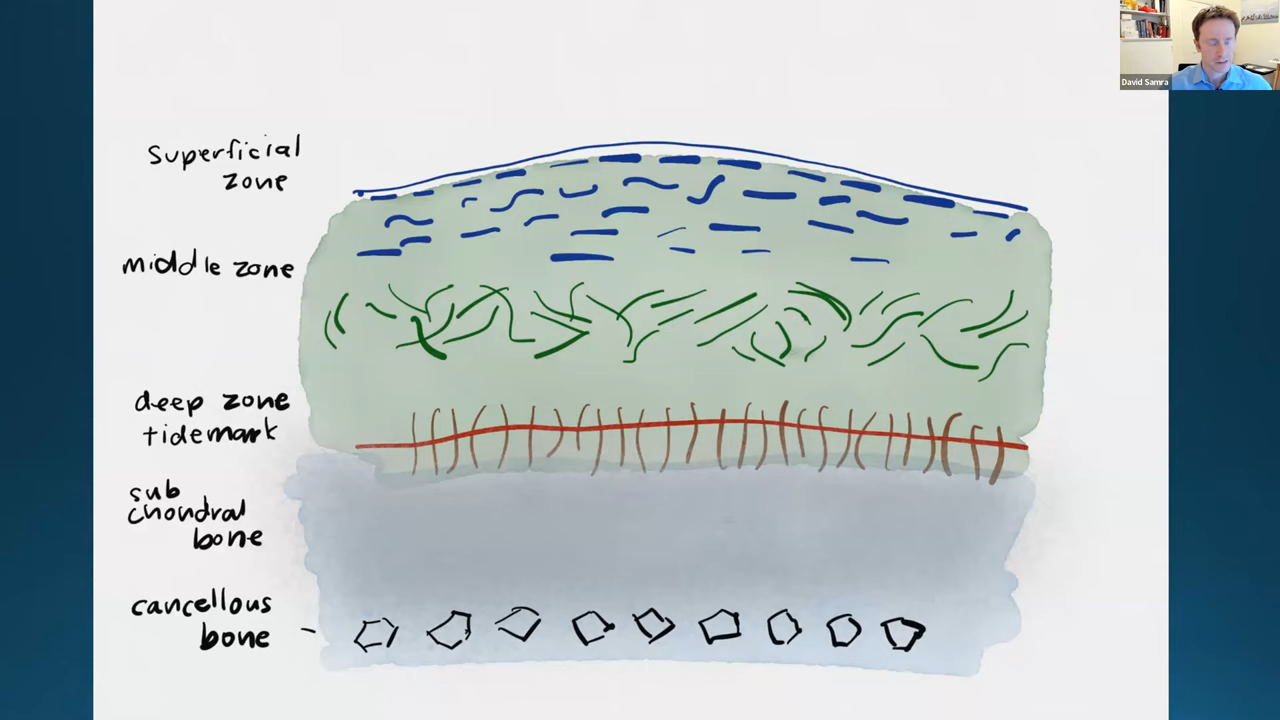 Superficial
zone
middle zone
deep zone
tidemark
sub
chondral
bone
cancellous
bone
David Samra